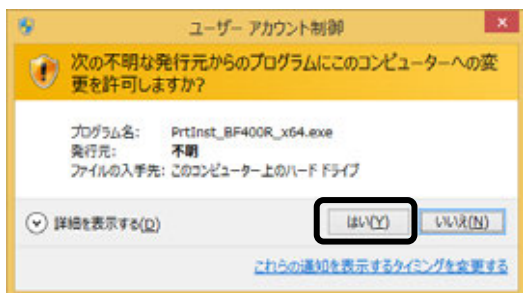 ユーザー アカウント制御
次の不明な発行元からのプログラムにこのコンピューターへの変
更を許可しますか?
プログラム名: PrtInst_BF400R_x64.exe
発行元: 不明
ファイルの入手先: このコンピューター上のハード ドライブ
詳細を表示する(D)
はい(Y)
いいえ(N)
これらの通知を表示するタイミングを変更する